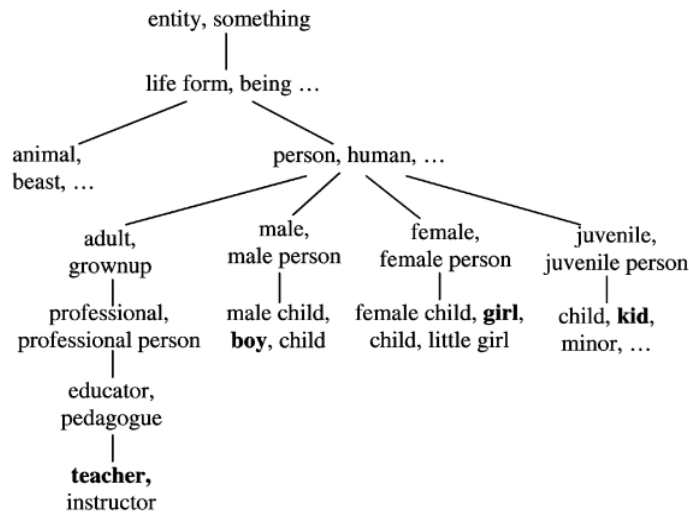 entity, something
life form, being …
animal,
beast, …
person, human, …
adult,
grownup
male,
male person
female,
female person
juvenile,
juvenile person
professional,
professional person
male child,
boy, child
female child, girl,
child, little girl
child, kid,
minor, …
educator,
pedagogue
teacher,
instructor